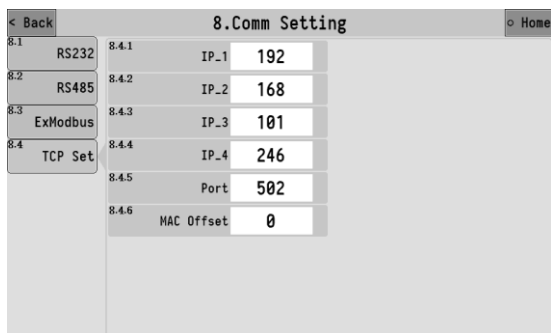 < Back 8.Comm Setting o Home
8.1 RS232
8.2 RS485
8.3 ExModbus
8.4 TCP Set
8.4.1 IP_1 192
8.4.2 IP_2 168
8.4.3 IP_3 101
8.4.4 IP_4 246
8.4.5 Port 502
8.4.6 MAC Offset 0